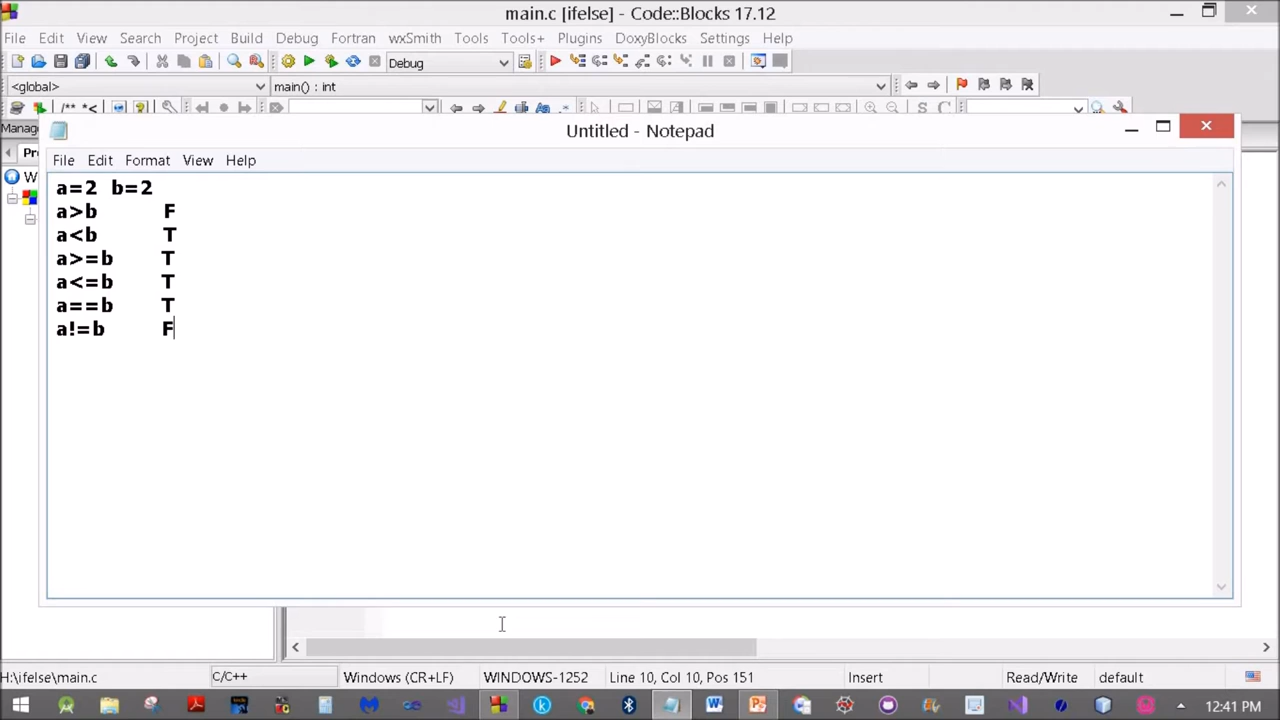 main.c [ifelse] - Code::Blocks 17.12
File Edit View Search Project Build Debug Fortran wxSmith Tools Tools+ Plugins DoxyBlocks Settings Help
Debug
<global> main() : int
/** *<
Untitled - Notepad
File Edit Format View Help
a=2 b=2
a>b F
a<b T
a>=b T
a<=b T
a==b T
a!=b F
H:\ifelse\main.c C/C++ Windows (CR+LF) WINDOWS-1252 Line 10, Col 10, Pos 151 Insert Read/Write default
12:41 PM